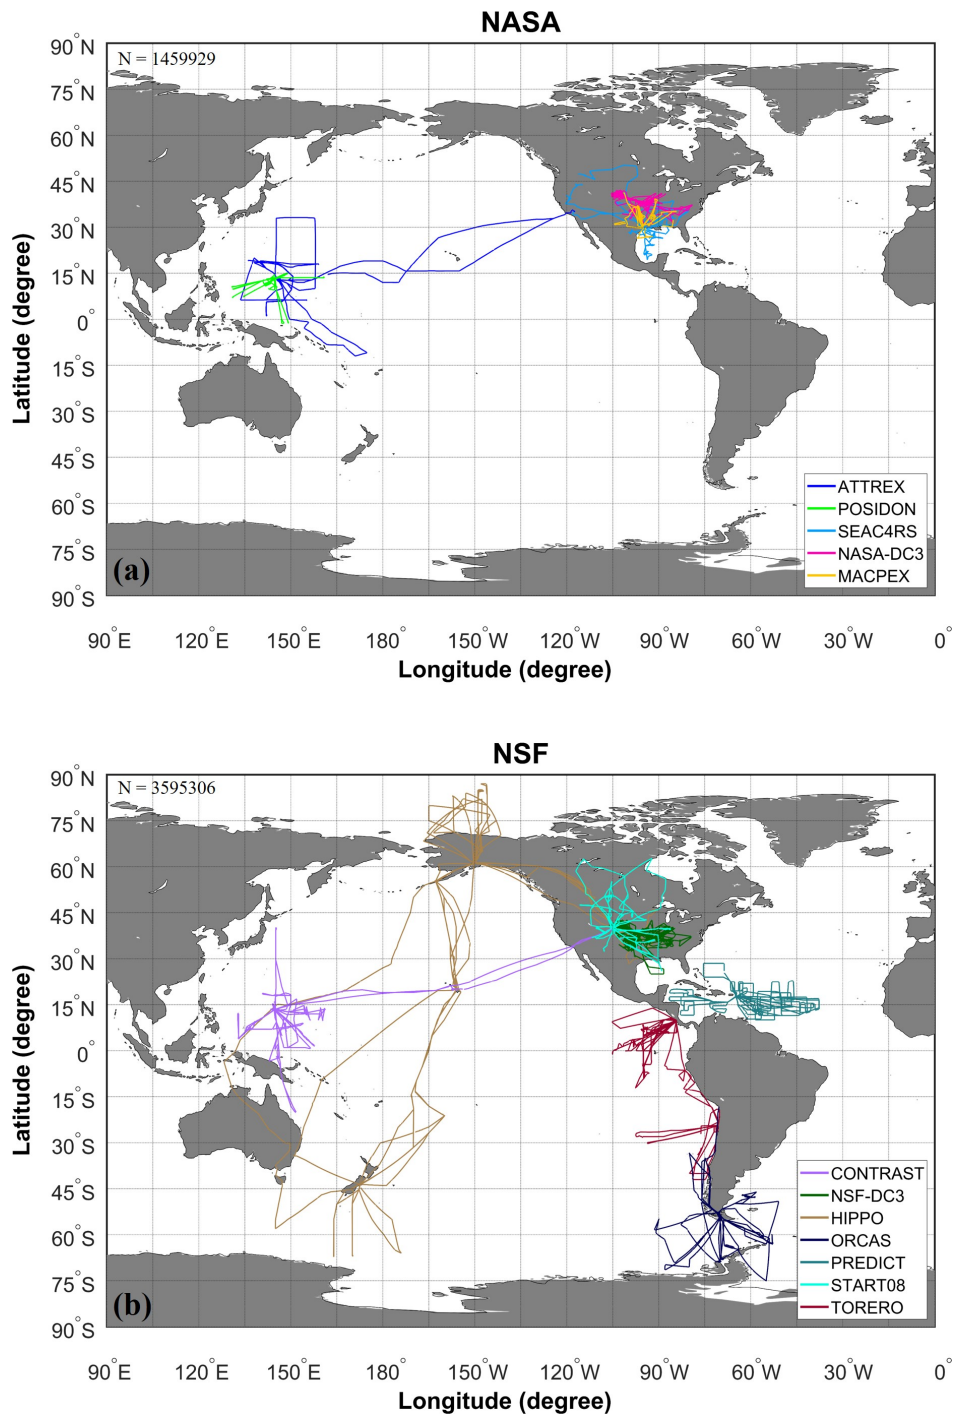 NASA
N = 1459929
90°N
75°N
60°N
45°N
30°N
15°N
0°
15°S
30°S
45°S
60°S
75°S
90°S
Latitude (degree)
ATTREX
POSIDON
SEAC4RS
NASA-DC3
MACPEX
(a)
90°E 120°E 150°E 180° 150°W 120°W 90°W 60°W 30°W 0°
Longitude (degree)
NSF
N = 3595306
90°N
75°N
60°N
45°N
30°N
15°N
0°
15°S
30°S
45°S
60°S
75°S
90°S
Latitude (degree)
CONTRAST
NSF-DC3
HIPPO
ORCAS
PREDICT
START08
TORERO
(b)
90°E 120°E 150°E 180° 150°W 120°W 90°W 60°W 30°W 0°
Longitude (degree)